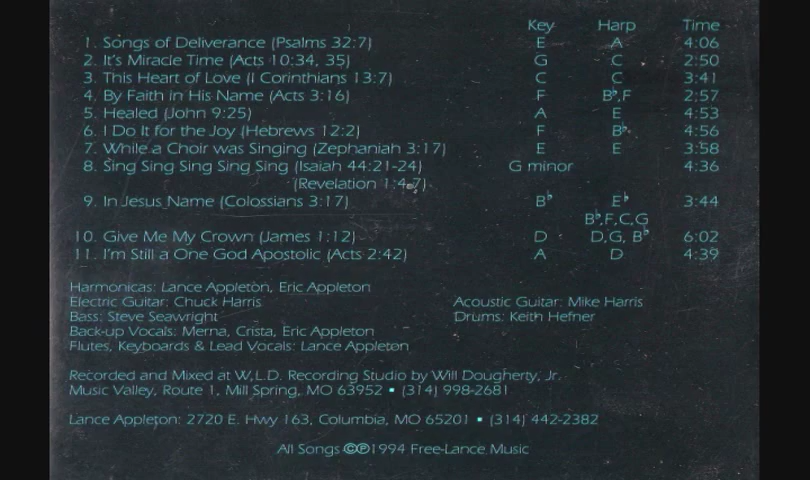 Key Harp Time
1. Songs of Deliverance (Psalms 32:7) E A 4:06
2. It's Miracle Time (Acts 10:34, 35) G C 2:50
3. This Heart of Love (I Corinthians 13:7) C C 3:41
4. By Faith in His Name (Acts 3:16) F B♭,F 2:57
5. Healed (John 9:25) A E 4:53
6. I Do It for the Joy (Hebrews 12:2) F B♭ 4:56
7. While a Choir was Singing (Zephaniah 3:17) E E 3:58
8. Sing Sing Sing Sing Sing (Isaiah 44:21-24) G minor 4:36
(Revelation 1:4-7)
9. In Jesus Name (Colossians 3:17) B♭ E♭ 3:44
B♭,F,C,G
10. Give Me My Crown (James 1:12) D D,G, B♭ 6:02
11. I'm Still a One God Apostolic (Acts 2:42) A D 4:39
Harmonicas: Lance Appleton, Eric Appleton
Electric Guitar: Chuck Harris Acoustic Guitar: Mike Harris
Bass: Steve Seawright Drums: Keith Hefner
Back-up Vocals: Merna, Crista, Eric Appleton
Flutes, Keyboards & Lead Vocals: Lance Appleton
Recorded and Mixed at W.L.D. Recording Studio by Will Dougherty, Jr.
Music Valley, Route 1, Mill Spring, MO 63952 ▪ (314) 998-2681
Lance Appleton: 2720 E. Hwy 163, Columbia, MO 65201 ▪ (314) 442-2382
All Songs ©℗1994 Free-Lance Music